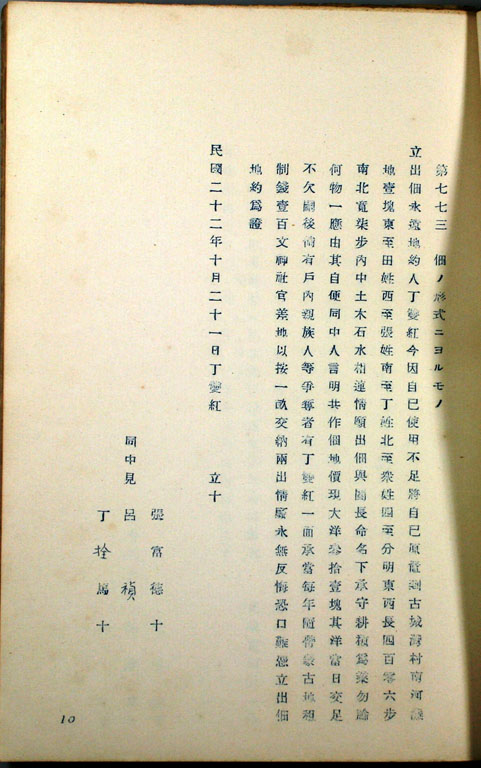 第七七三 佃ノ形式ニヨルモノ
立出佃永遠地約人丁變紅今因自己使用不足將自己原置到古城灣村南河
地壹塊東至田姓西至張姓南至丁姓北至衆姓四至分明東西長四百零六步
南北寬柒步內中土木石水相連情願出佃與 長命名下承守耕種爲業勿論
何物一應由其自便同中人言明共作佃地價現大洋叁拾壹塊其洋當日交足
不欠嗣後倘有戶內親族人等爭奪者有丁變紅一面承當每年隨帶蒙古地租
制錢壹百文神社官差地以按一畝交納兩出情願永無反悔恐口難憑立出佃
地約爲證
民國二十二年十月二十一日丁變紅 立十
張富德十
同中見 呂禎
丁拴馬十
10